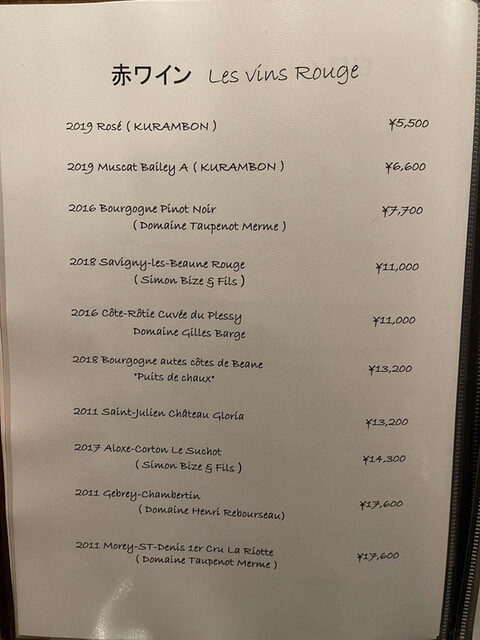 赤ワイン Les vins Rouge
2019 Rosé ( KURAMBON ) ¥5,500
2019 Muscat Bailey A ( KURAMBON ) ¥6,600
2016 Bourgogne Pinot Noir ¥7,700
( Domaine Taupenot Merme )
2018 Savigny-les-Beaune Rouge ¥11,000
( Simon Bize & Fils )
2016 Côte-Rôtie Cuvée du Plessy ¥11,000
Domaine Gilles Barge
2018 Bourgogne autes côtes de Beane ¥13,200
"Puits de chaux"
2011 Saint-Julien Château Gloria ¥13,200
2017 Aloxe-Corton Le Suchot ¥14,300
( Simon Bize & Fils )
2011 Gebrey-Chambertin ¥17,600
( Domaine Henri Rebourseau)
2011 Morey-ST-Denis 1er Cru La Riotte ¥17,600
( Domaine Taupenot Merme )